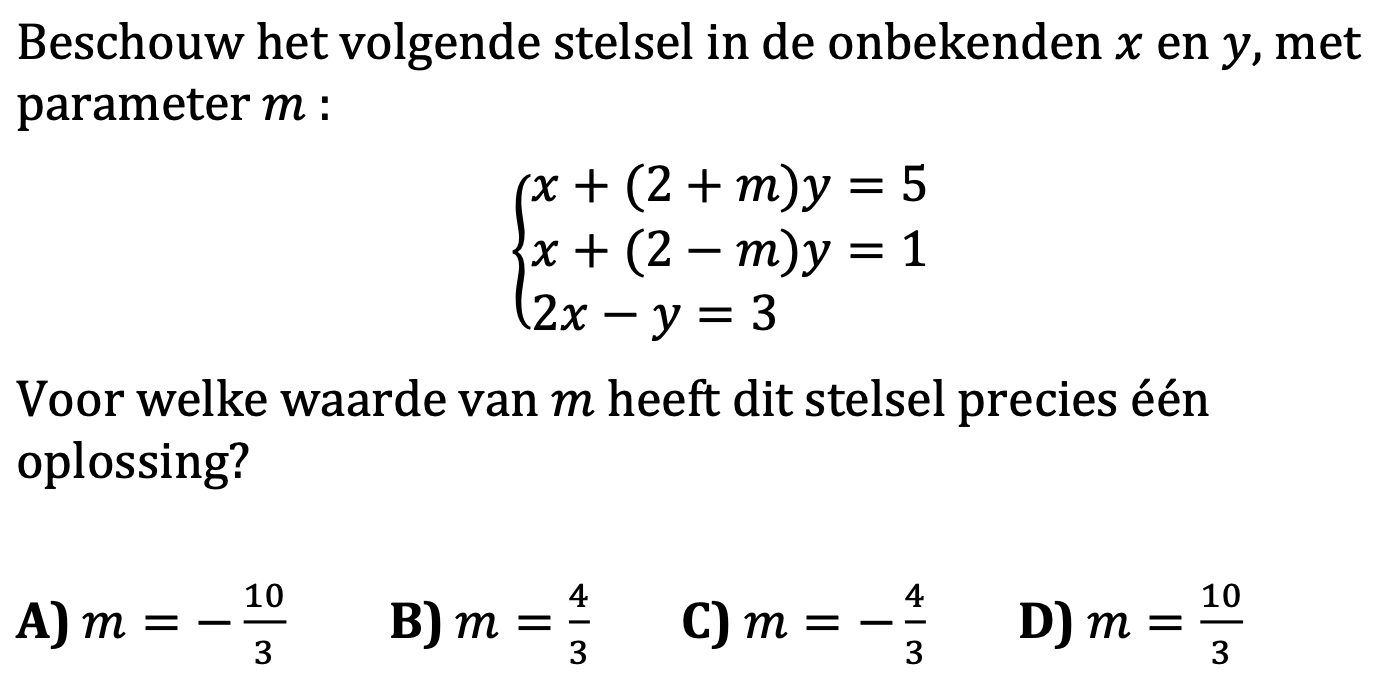 Beschouw het volgende stelsel in de onbekenden x en y, met
parameter m :
x + (2 + m)y = 5
x + (2 − m)y = 1
2x − y = 3
Voor welke waarde van m heeft dit stelsel precies één
oplossing?
A) m = −10/3 B) m = 4/3 C) m = −4/3 D) m = 10/3